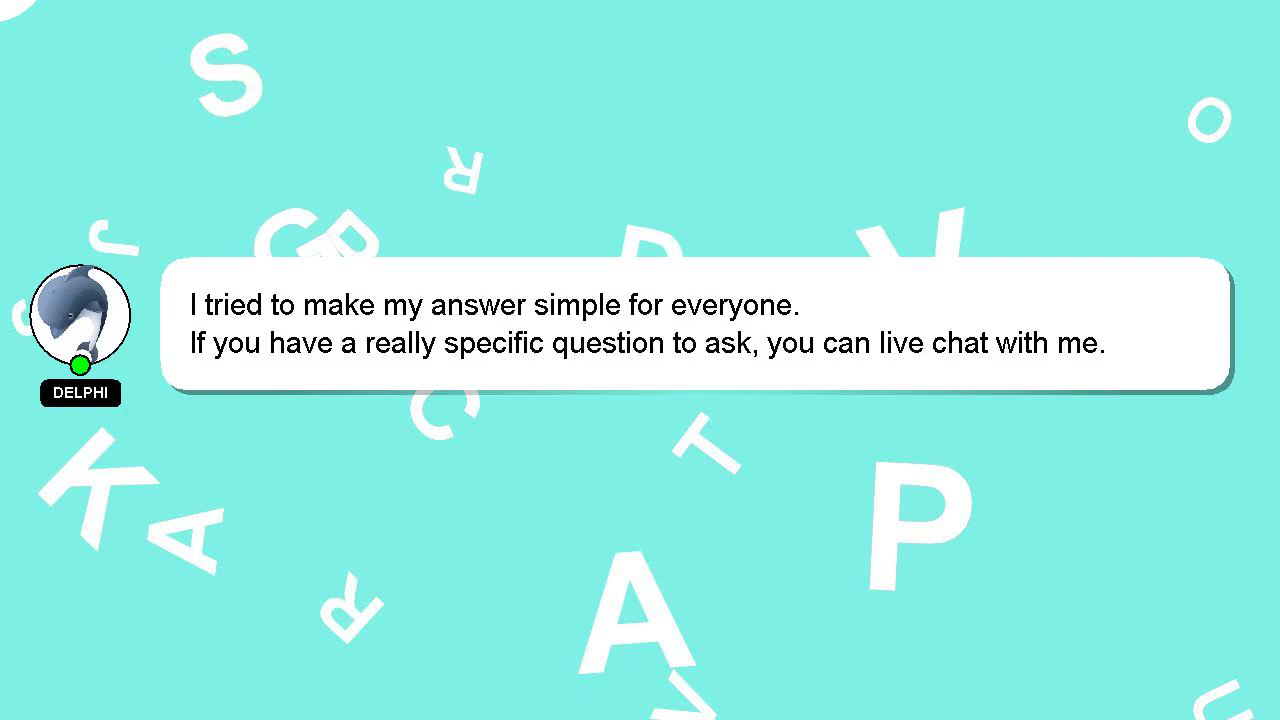 S
O
R
J
G
B
D
V
I tried to make my answer simple for everyone.
If you have a really specific question to ask, you can live chat with me.
DELPHI
C
T
K
P
A
R
A
V
U